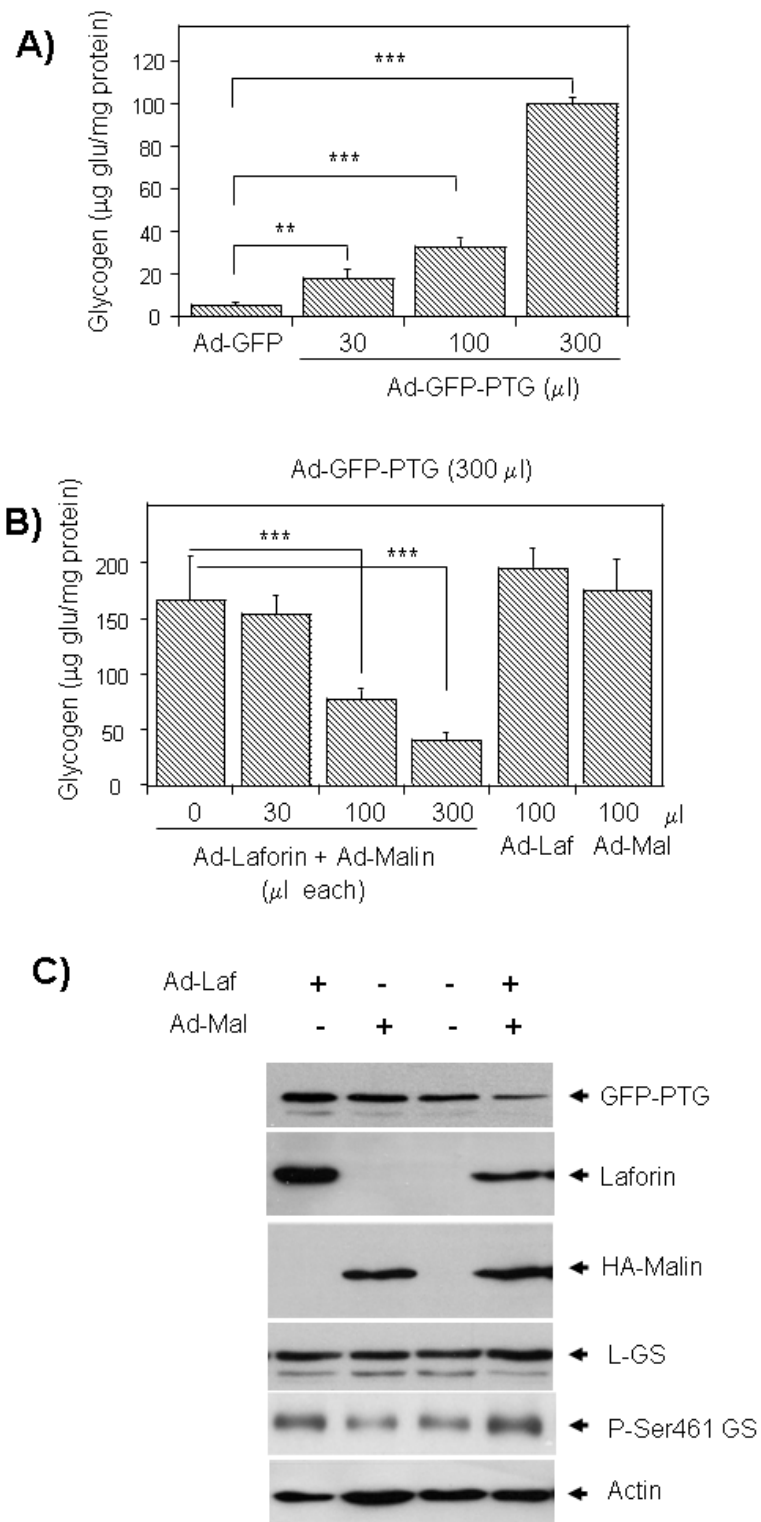 A)
Glycogen (μg glu/mg protein)
120
100
80
60
40
20
0
***
***
**
Ad-GFP 30 100 300
Ad-GFP-PTG (μl)
Ad-GFP-PTG (300 μl)
B)
Glycogen (μg glu/mg protein)
200
150
100
50
0
***
***
0 30 100 300 100 100 μl
Ad-Laforin + Ad-Malin Ad-Laf Ad-Mal
(μl each)
C)
Ad-Laf + - - +
Ad-Mal - + - +
GFP-PTG
Laforin
HA-Malin
L-GS
P-Ser461 GS
Actin